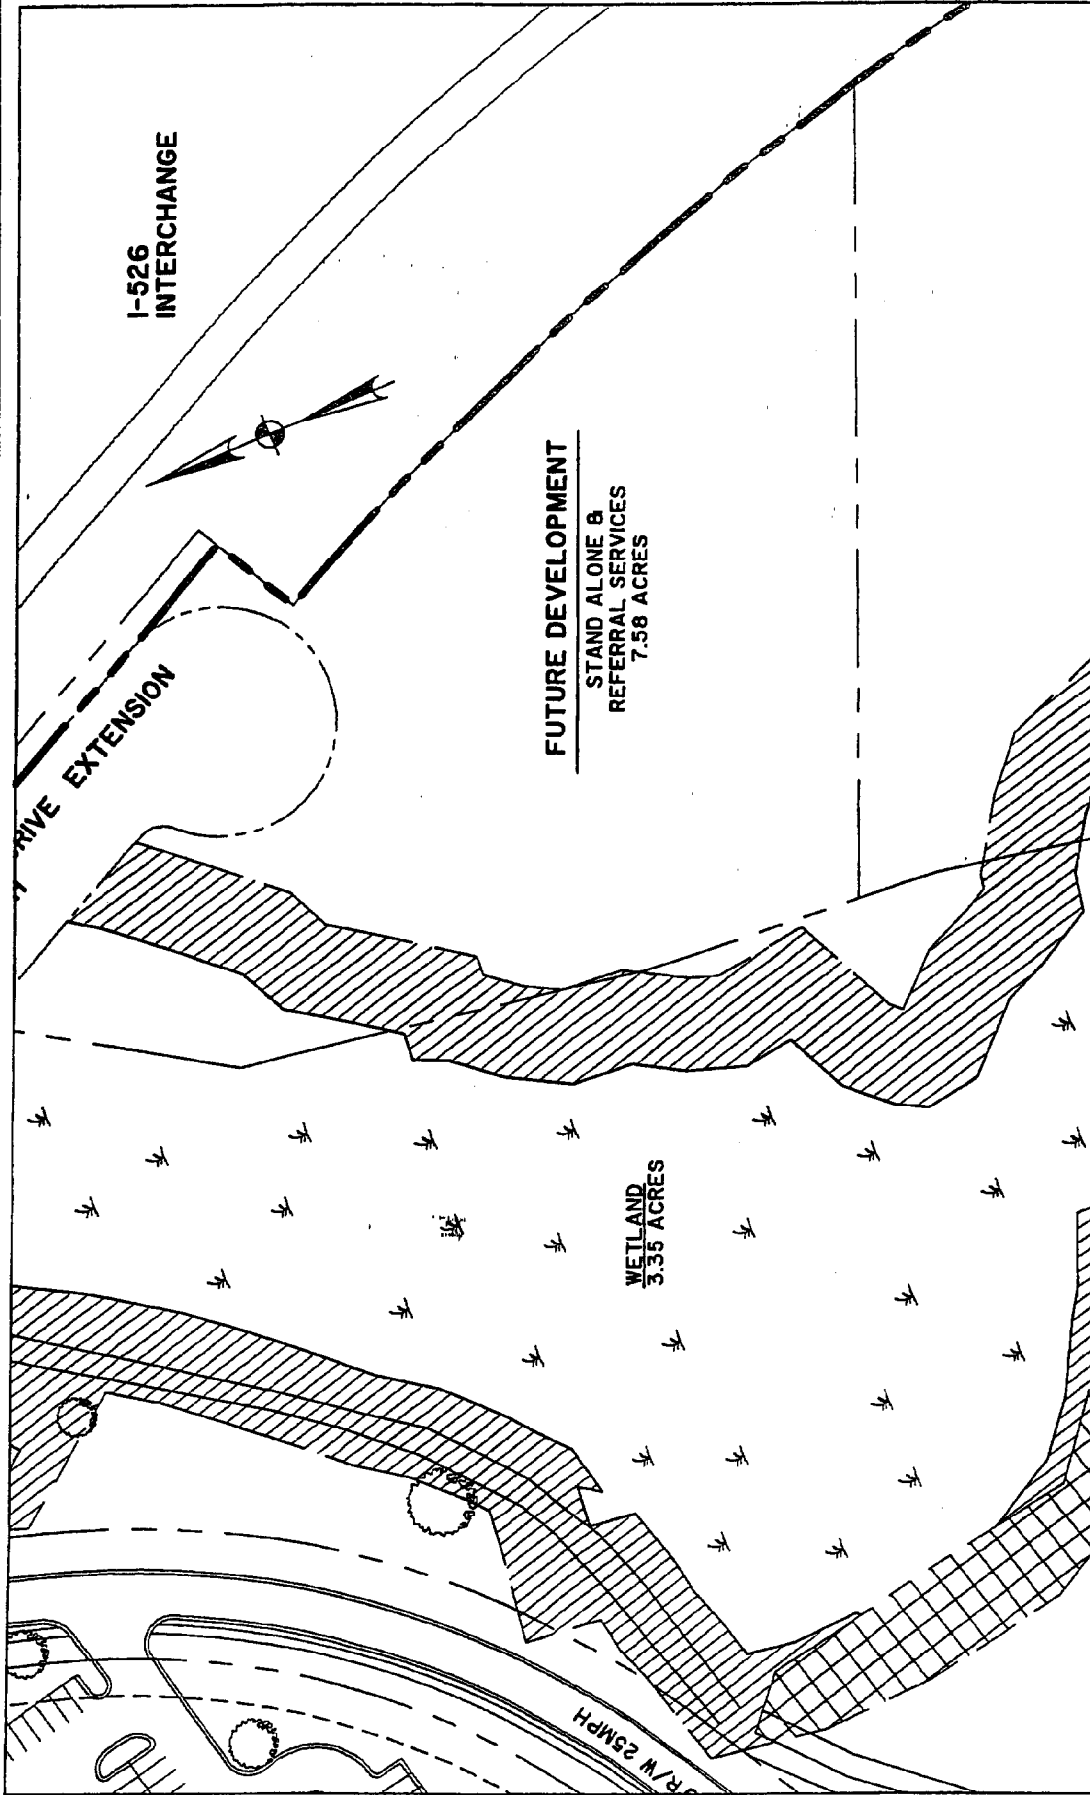 I-526
INTERCHANGE
RIVE EXTENSION
FUTURE DEVELOPMENT
STAND ALONE &
REFERRAL SERVICES
7.58 ACRES
WETLAND
3.35 ACRES
R/W 25MPH